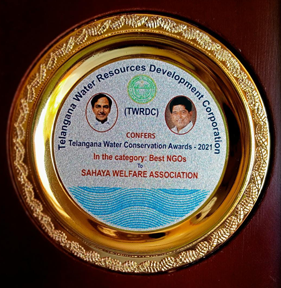 Telangana Water Resources Development Corporation
(TWRDC)
CONFERS
Telangana Water Conservation Awards - 2021
In the category: Best NGOs
To
SAHAYA WELFARE ASSOCIATION